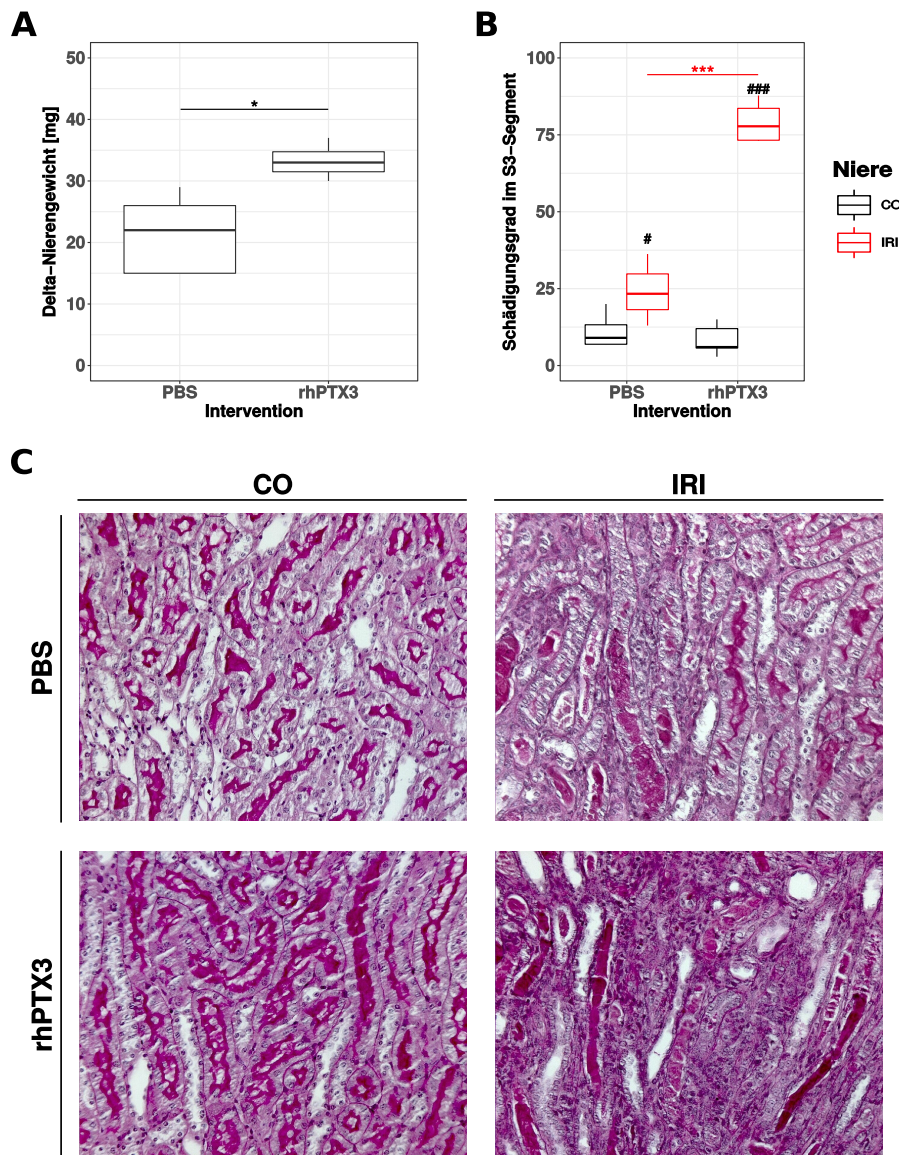 A
50
40
30
20
10
0
Delta−Nierengewicht [mg]
*
PBS
rhPTX3
Intervention
B
100
75
50
25
0
Schädigungsgrad im S3−Segment
***
###
#
PBS
rhPTX3
Intervention
Niere
CO
IRI
C
CO
IRI
PBS
rhPTX3